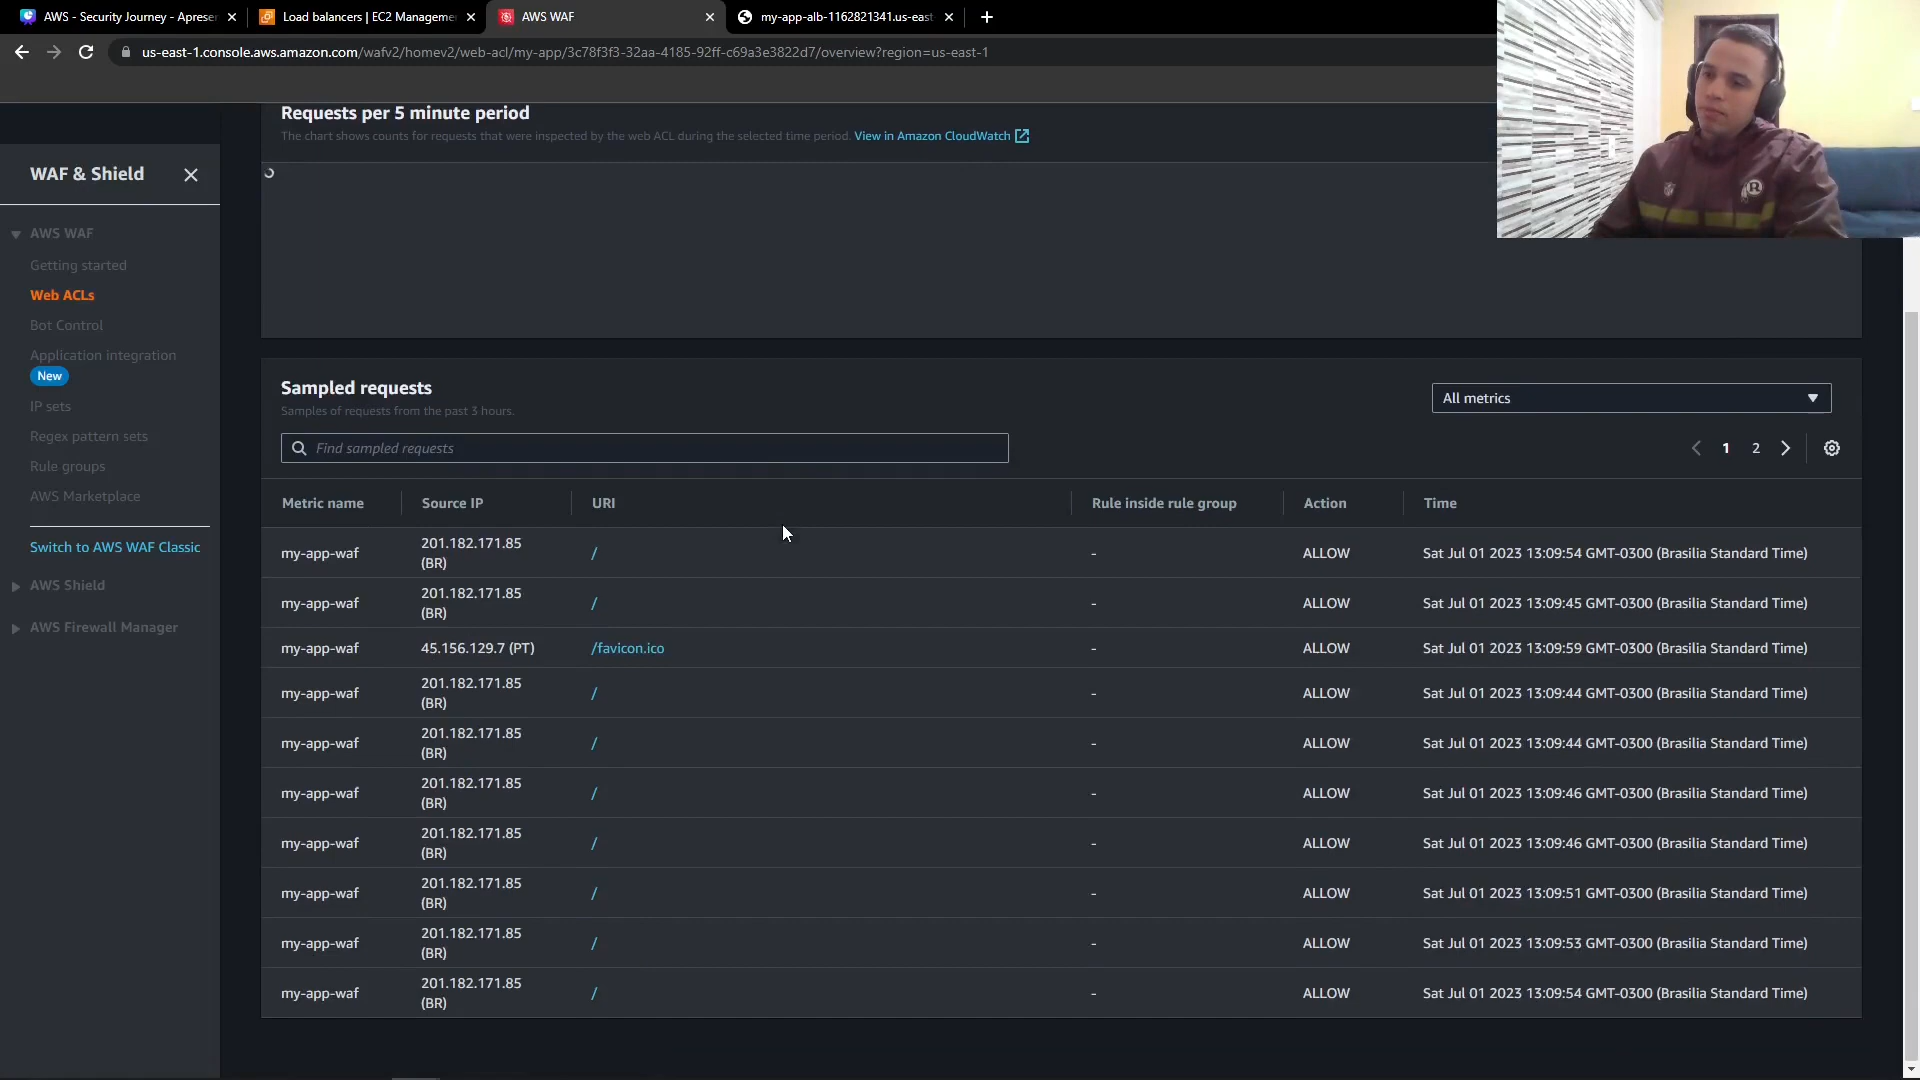 AWS - Security Journey - Aprese
Load balancers | EC2 Manageme
AWS WAF
my-app-alb-1162821341.us-east
us-east-1.console.aws.amazon.com/wafv2/homev2/web-acl/my-app/3c78f3f3-32aa-4185-92ff-c69a3e3822d7/overview?region=us-east-1
WAF & Shield
AWS WAF
Getting started
Web ACLs
Bot Control
Application integration
New
IP sets
Regex pattern sets
Rule groups
AWS Marketplace
Switch to AWS WAF Classic
AWS Shield
AWS Firewall Manager
Requests per 5 minute period
The chart shows counts for requests that were inspected by the web ACL during the selected time period. View in Amazon CloudWatch
Sampled requests
Samples of requests from the past 3 hours.
All metrics
Find sampled requests
1 2
Metric name Source IP URI Rule inside rule group Action Time
my-app-waf 201.182.171.85 (BR) / - ALLOW Sat Jul 01 2023 13:09:54 GMT-0300 (Brasilia Standard Time)
my-app-waf 201.182.171.85 (BR) / - ALLOW Sat Jul 01 2023 13:09:45 GMT-0300 (Brasilia Standard Time)
my-app-waf 45.156.129.7 (PT) /favicon.ico - ALLOW Sat Jul 01 2023 13:09:59 GMT-0300 (Brasilia Standard Time)
my-app-waf 201.182.171.85 (BR) / - ALLOW Sat Jul 01 2023 13:09:44 GMT-0300 (Brasilia Standard Time)
my-app-waf 201.182.171.85 (BR) / - ALLOW Sat Jul 01 2023 13:09:44 GMT-0300 (Brasilia Standard Time)
my-app-waf 201.182.171.85 (BR) / - ALLOW Sat Jul 01 2023 13:09:46 GMT-0300 (Brasilia Standard Time)
my-app-waf 201.182.171.85 (BR) / - ALLOW Sat Jul 01 2023 13:09:46 GMT-0300 (Brasilia Standard Time)
my-app-waf 201.182.171.85 (BR) / - ALLOW Sat Jul 01 2023 13:09:51 GMT-0300 (Brasilia Standard Time)
my-app-waf 201.182.171.85 (BR) / - ALLOW Sat Jul 01 2023 13:09:53 GMT-0300 (Brasilia Standard Time)
my-app-waf 201.182.171.85 (BR) / - ALLOW Sat Jul 01 2023 13:09:54 GMT-0300 (Brasilia Standard Time)